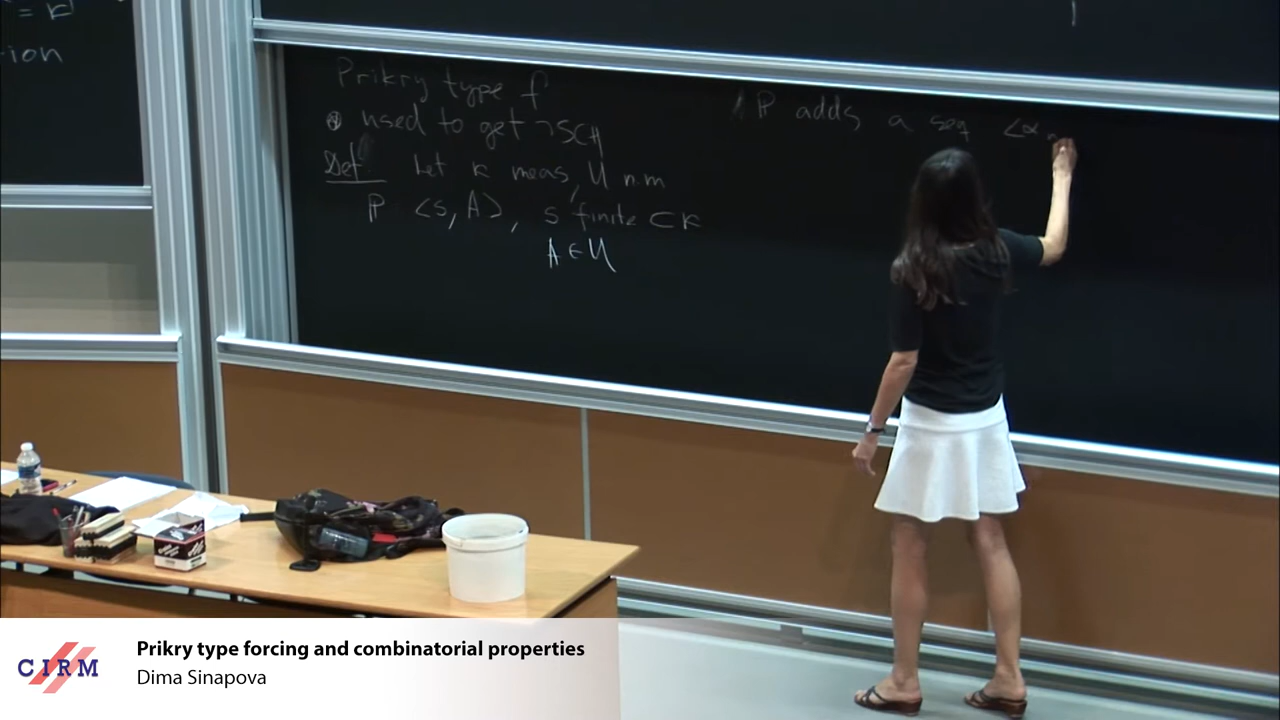 = κ
ion
Prikry type f
• used to get ¬SCH
Def Let κ meas, U n.m
ℙ <s, A>, s finite ⊂ κ
A ∈ U
1 ℙ adds a seq <α n
CIRM
Prikry type forcing and combinatorial properties
Dima Sinapova